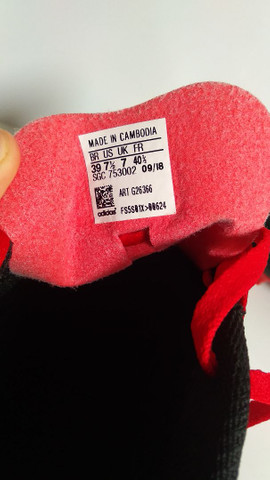 MADE IN CAMBODIA
BR US UK FR
39 7½ 7 40⅔
SGC 753002 09/18
ART G26366
adidas FSSS01X>00624